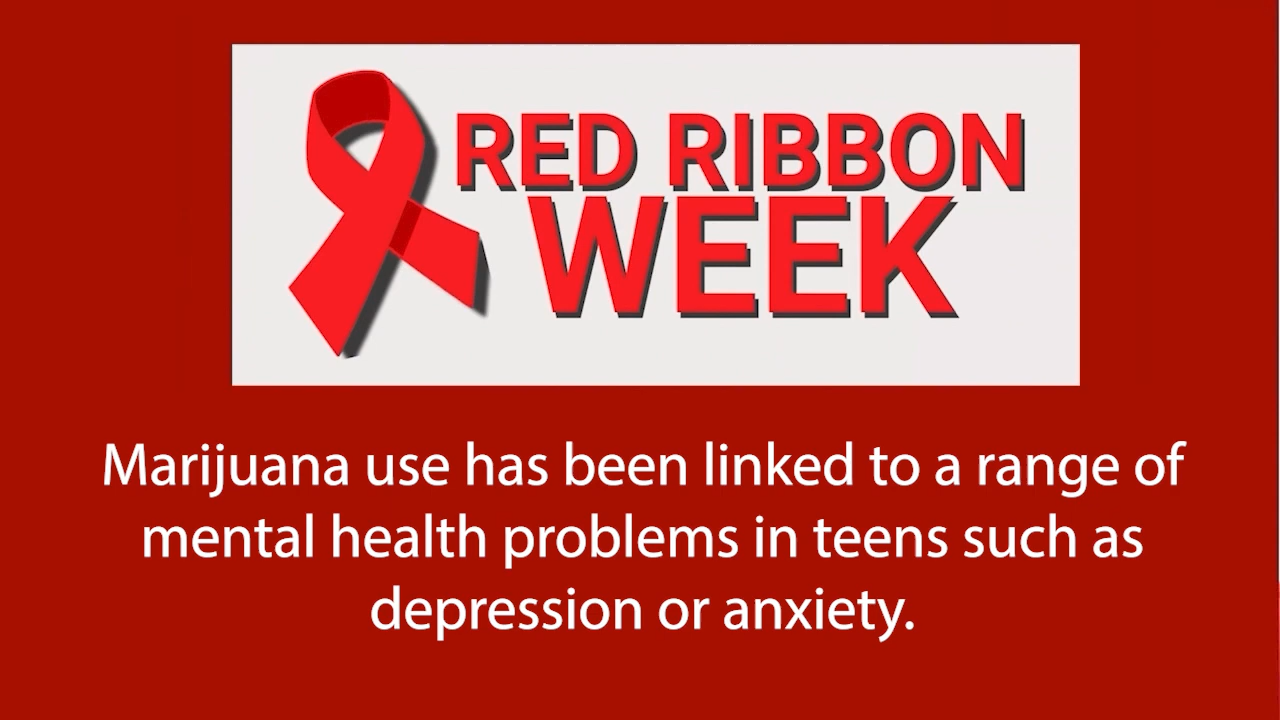 RED RIBBON
WEEK
Marijuana use has been linked to a range of
mental health problems in teens such as
depression or anxiety.